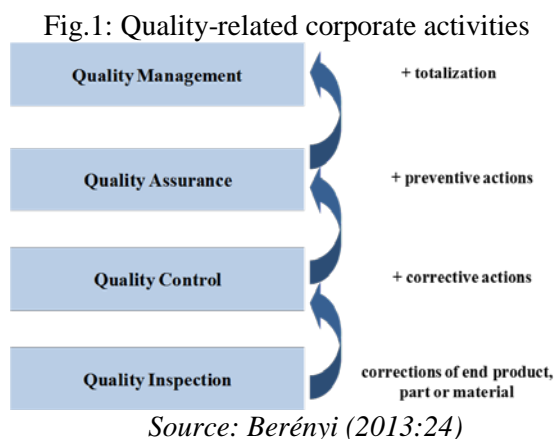 Fig.1: Quality-related corporate activities
Quality Management
+ totalization
Quality Assurance
+ preventive actions
Quality Control
+ corrective actions
Quality Inspection
corrections of end product,
part or material
Source: Berényi (2013:24)